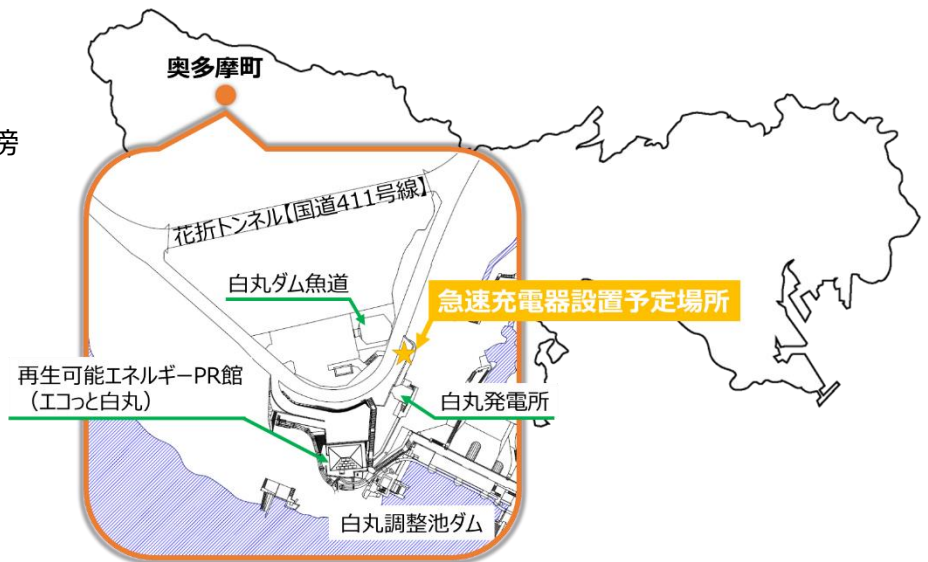 奥多摩町
傍
花折トンネル【国道411号線】
白丸ダム魚道
急速充電器設置予定場所
再生可能エネルギーPR館
（エコっと白丸）
白丸発電所
白丸調整池ダム